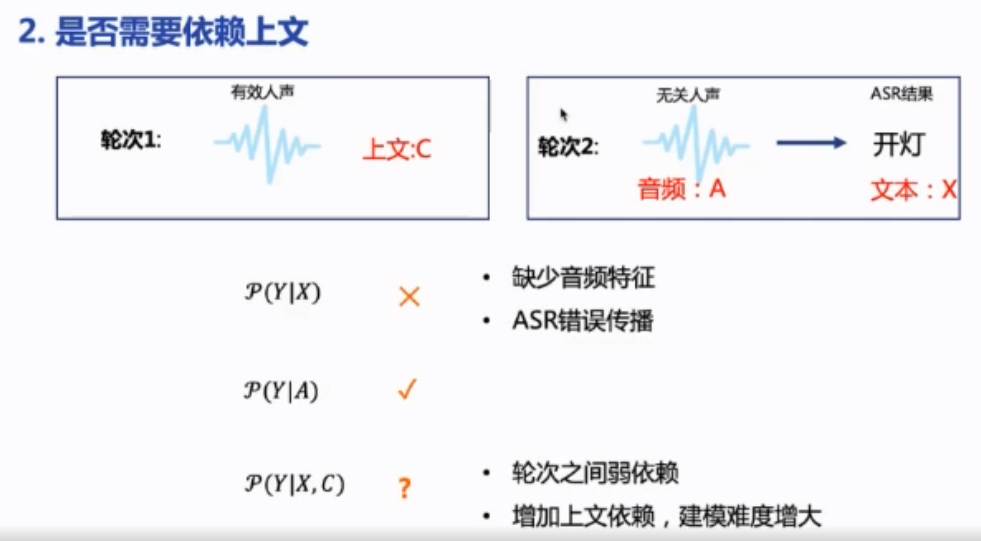 2. 是否需要依赖上文
有效人声
轮次1:
上文:C
无关人声
ASR结果
轮次2:
开灯
音频：A
文本：X
𝒫(Y|X)
×
• 缺少音频特征
• ASR错误传播
𝒫(Y|A)
✓
𝒫(Y|X, C)
?
• 轮次之间弱依赖
• 增加上文依赖，建模难度增大